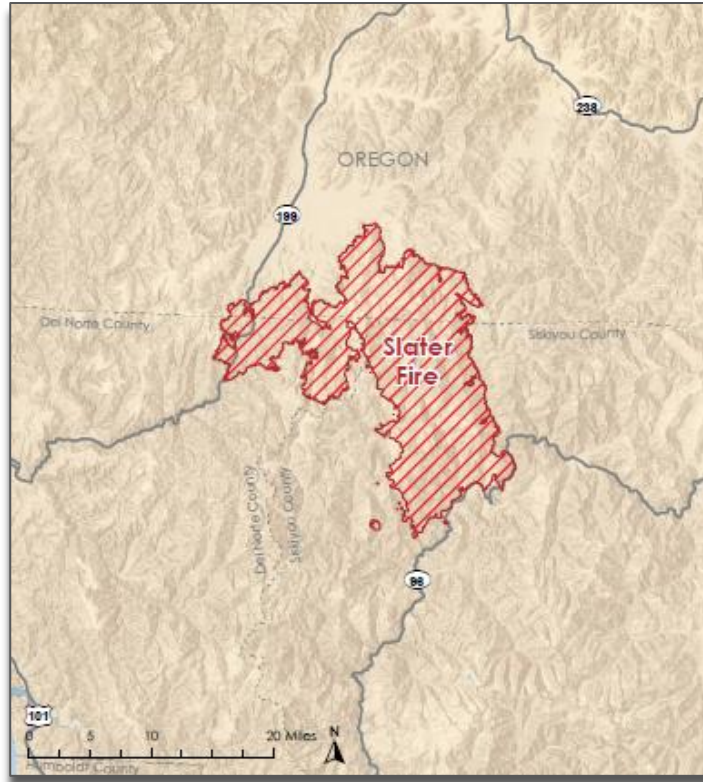 238
OREGON
199
Del Norte County
Siskiyou County
Slater
Fire
Del Norte County
Siskiyou County
96
101
0 5 10 20 Miles
N
Humboldt County